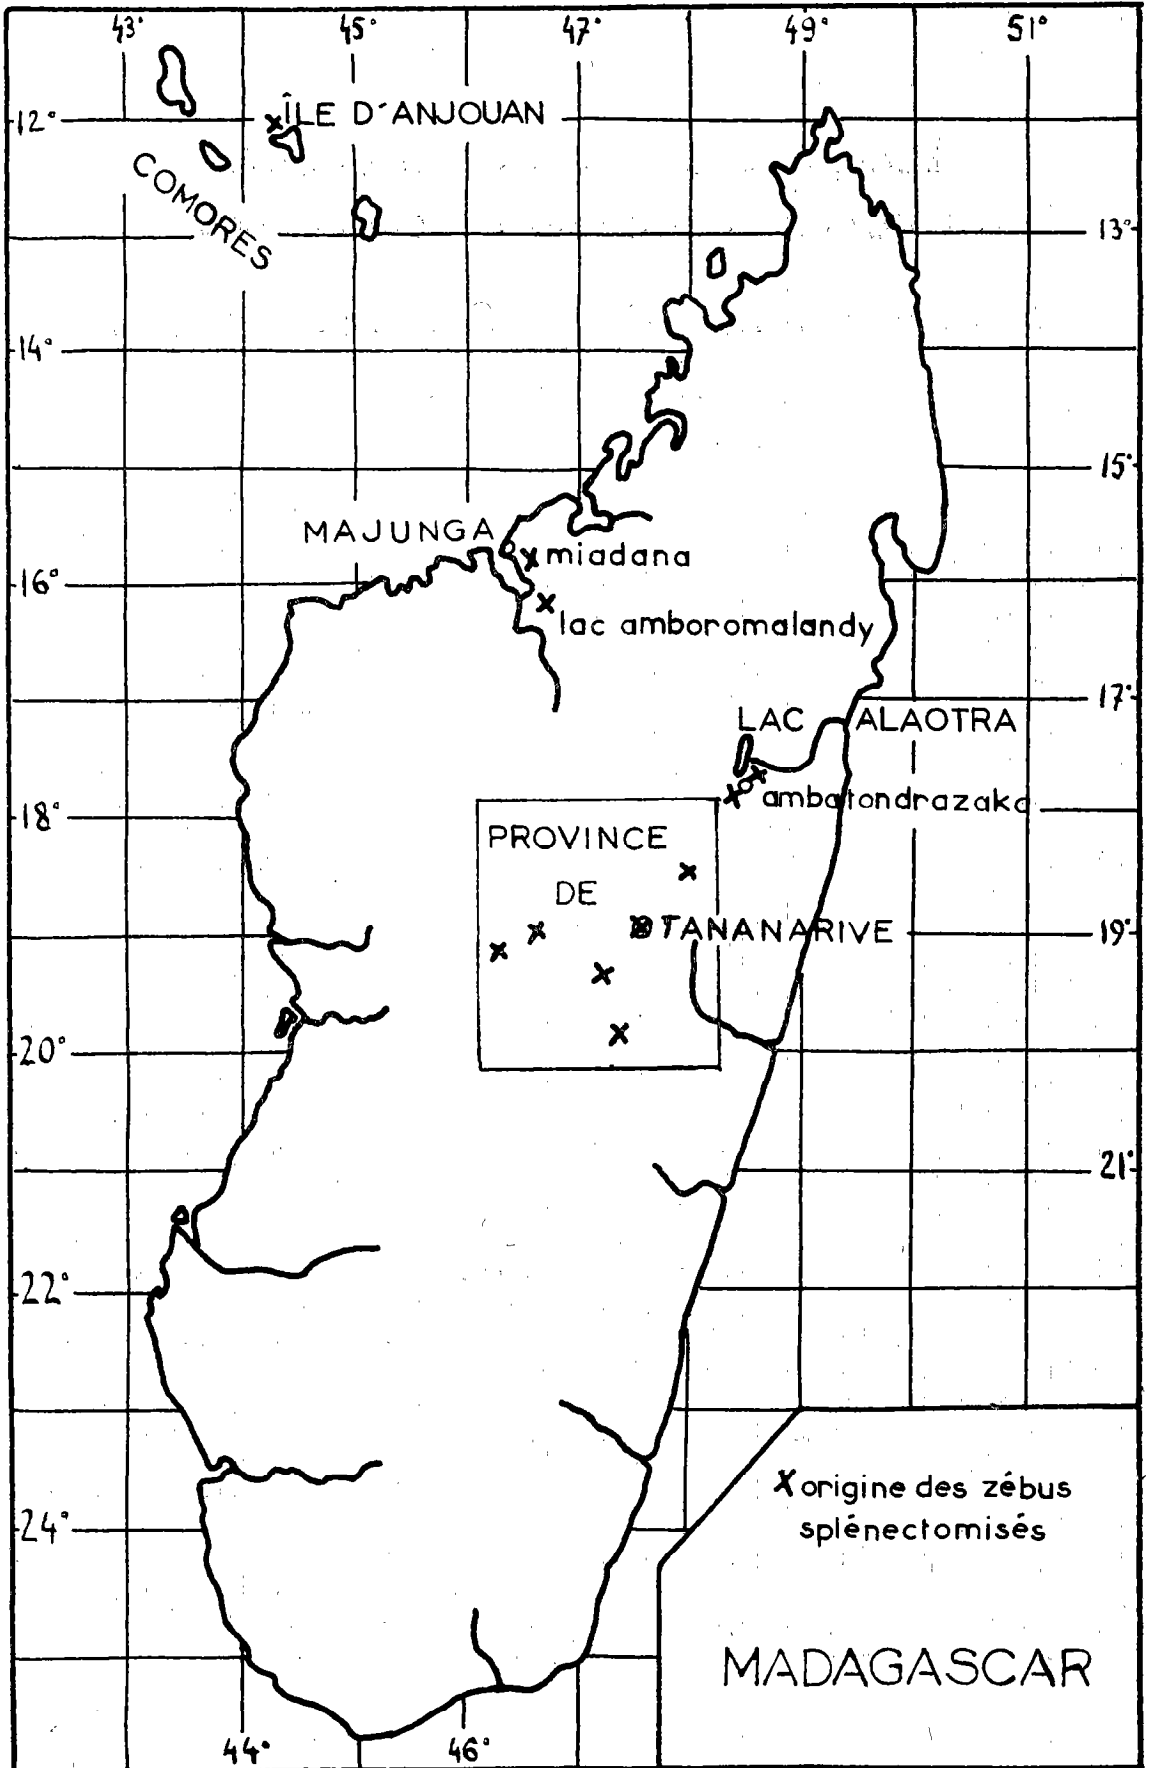 43° 45° 47° 49° 51°
12° × ÎLE D'ANJOUAN
COMORES
13°
14°
15°
MAJUNGA
× miadana
16°
× lac amboromalandy
17°
LAC ALAOTRA
×
× ambatondrazako
18°
PROVINCE
×
DE
× × TANANARIVE 19°
×
×
×
20°
21°
22°
X origine des zébus
splénectomisés
24°
MADAGASCAR
44° 46°